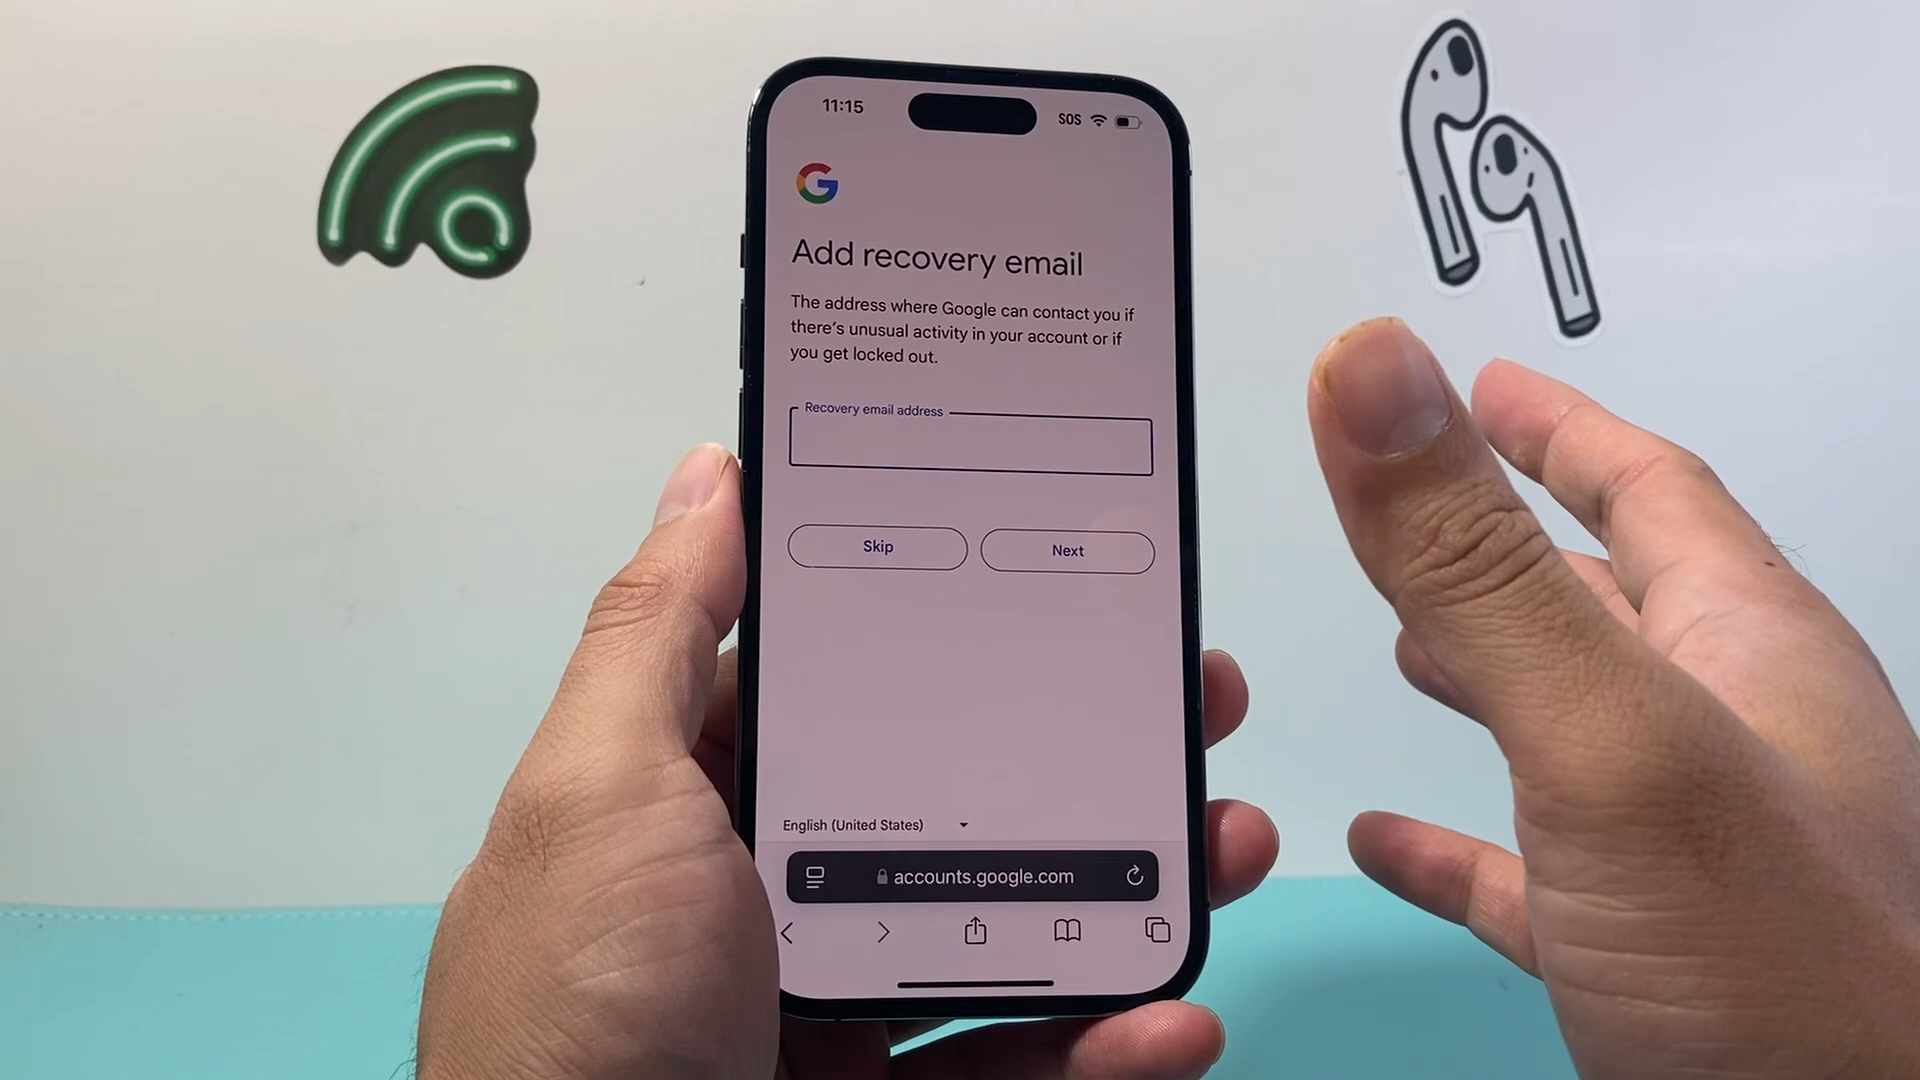 11:15
SOS
G
Add recovery email
The address where Google can contact you if
there's unusual activity in your account or if
you get locked out.
Recovery email address
Skip
Next
English (United States)
accounts.google.com